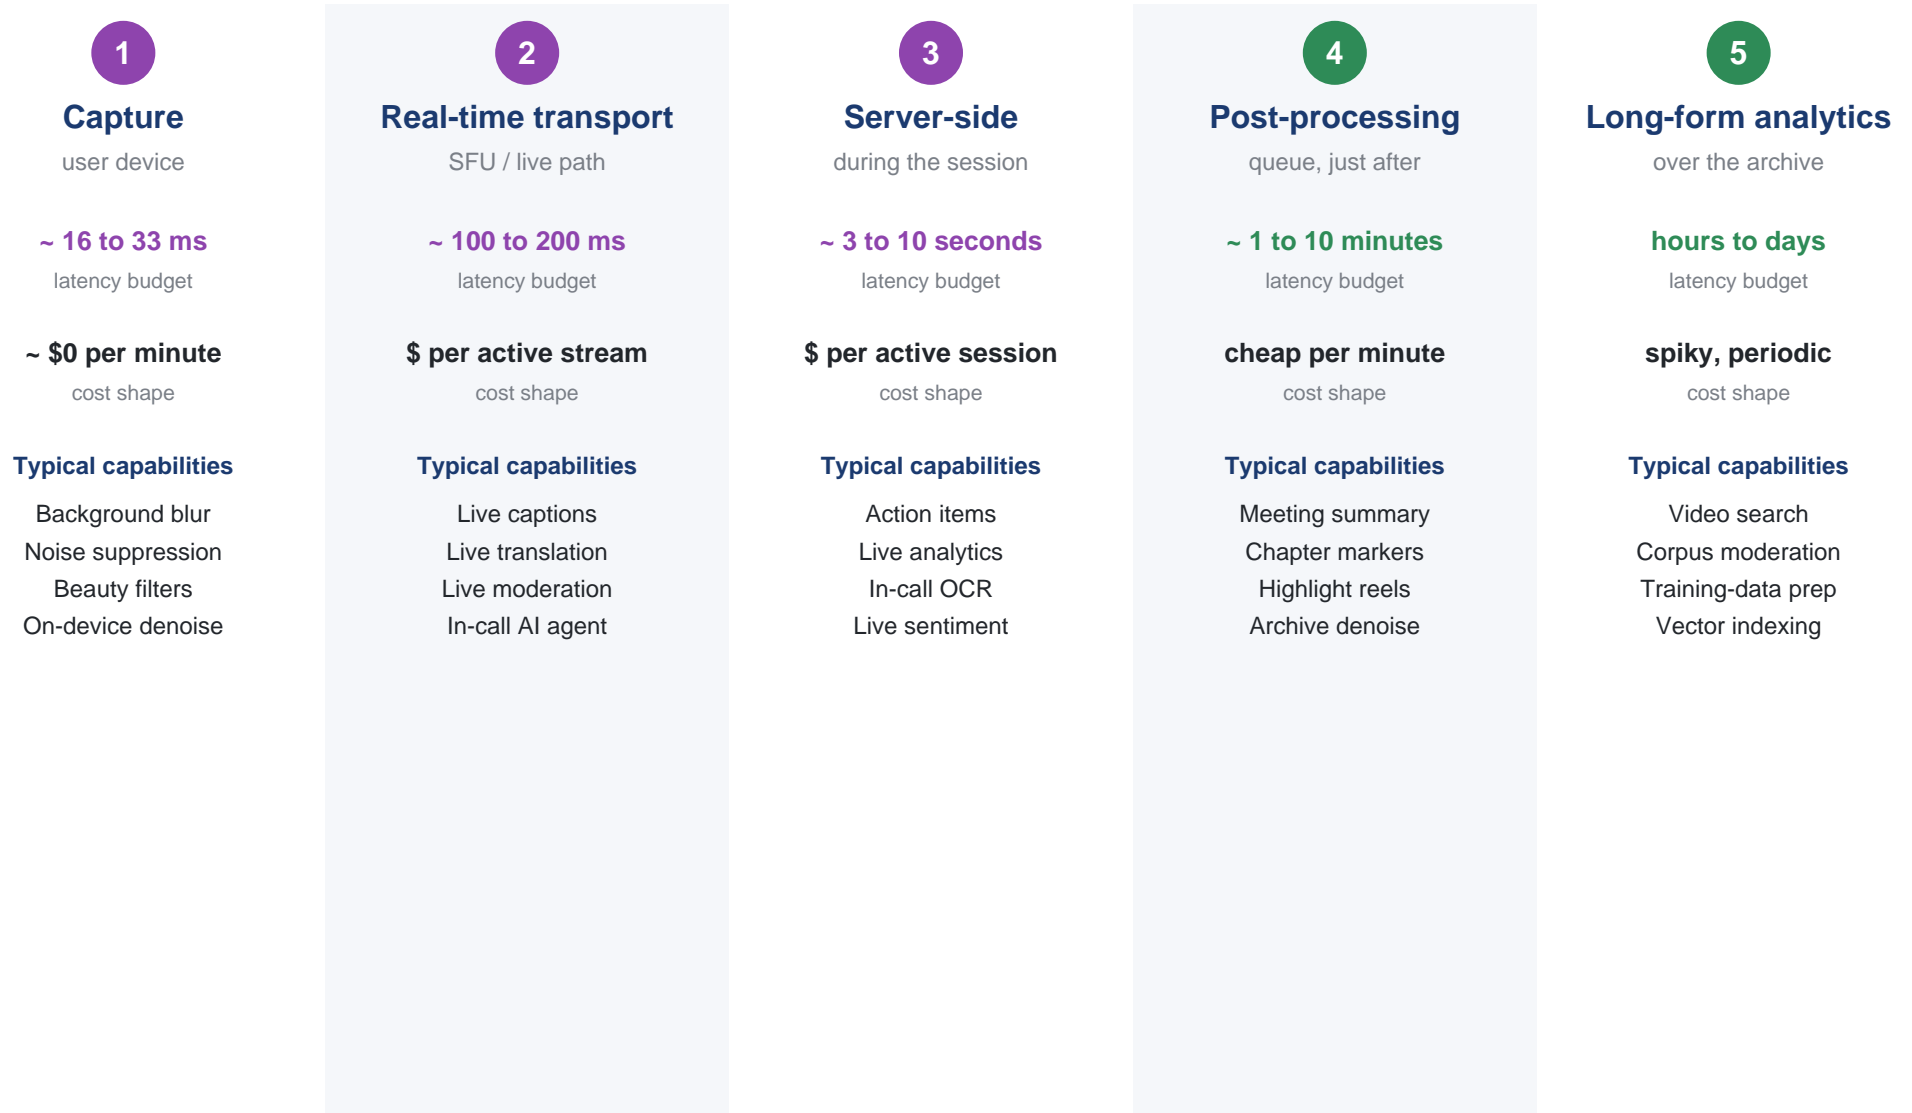 1
Capture
user device
~ 16 to 33 ms
latency budget
~ $0 per minute
cost shape
Typical capabilities
Background blur
Noise suppression
Beauty filters
On-device denoise
2
Real-time transport
SFU / live path
~ 100 to 200 ms
latency budget
$ per active stream
cost shape
Typical capabilities
Live captions
Live translation
Live moderation
In-call AI agent
3
Server-side
during the session
~ 3 to 10 seconds
latency budget
$ per active session
cost shape
Typical capabilities
Action items
Live analytics
In-call OCR
Live sentiment
4
Post-processing
queue, just after
~ 1 to 10 minutes
latency budget
cheap per minute
cost shape
Typical capabilities
Meeting summary
Chapter markers
Highlight reels
Archive denoise
5
Long-form analytics
over the archive
hours to days
latency budget
spiky, periodic
cost shape
Typical capabilities
Video search
Corpus moderation
Training-data prep
Vector indexing